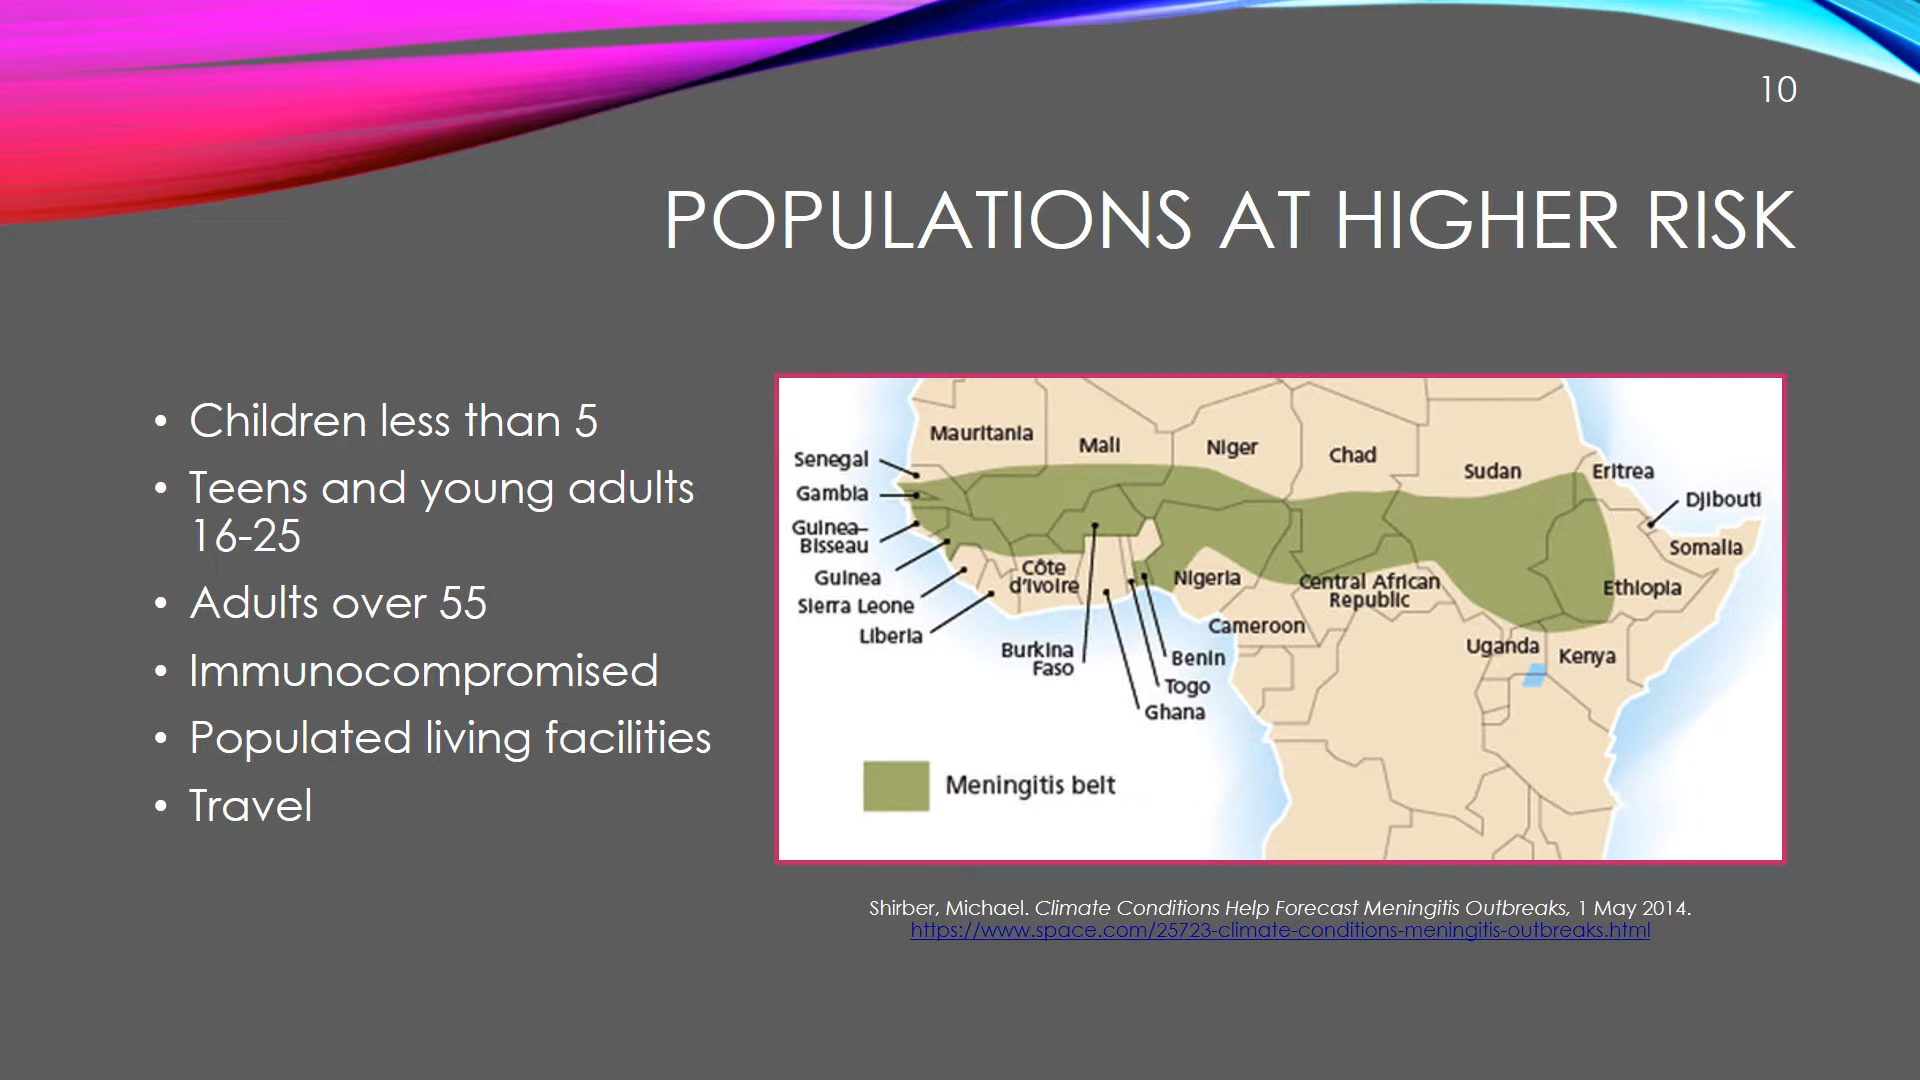 10
POPULATIONS AT HIGHER RISK
• Children less than 5
• Teens and young adults
16-25
• Adults over 55
• Immunocompromised
• Populated living facilities
• Travel
Mauritania
Mali
Niger
Chad
Sudan
Eritrea
Djibouti
Somalia
Ethiopia
Senegal
Gambia
Guinea–
Bissau
Guinea
Sierra Leone
Liberia
Côte
d'Ivoire
Burkina
Faso
Nigeria
Central African
Republic
Cameroon
Benin
Togo
Ghana
Uganda
Kenya
Meningitis belt
Shirber, Michael. Climate Conditions Help Forecast Meningitis Outbreaks, 1 May 2014.
https://www.space.com/25723-climate-conditions-meningitis-outbreaks.html